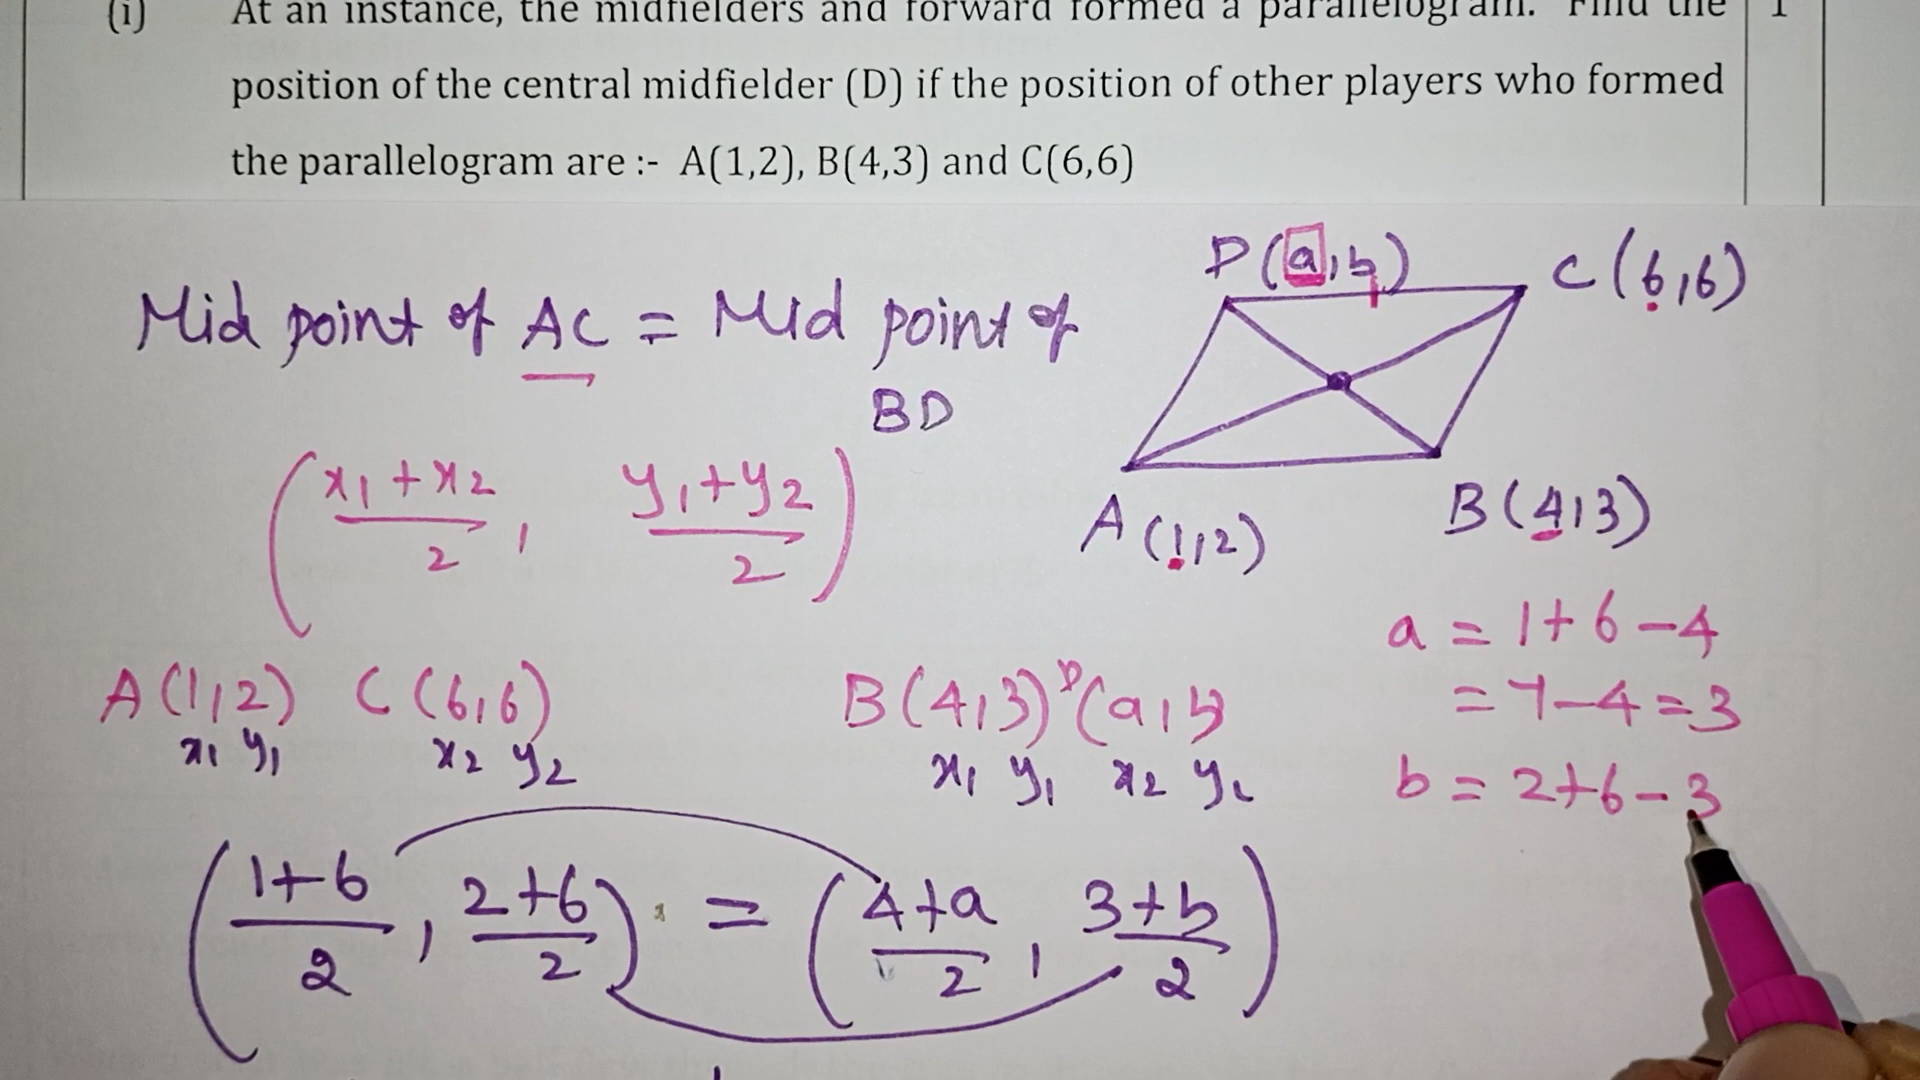 (i) At an instance, the midfielders and forward formed a parallelogram. Find the 1
position of the central midfielder (D) if the position of other players who formed
the parallelogram are :- A(1,2), B(4,3) and C(6,6)
D(a,b) C(6,6)
Mid point of AC = Mid point of
BD
(x1+x2/2, y1+y2/2)
A(1,2) B(4,3)
a = 1+6-4
A(1,2) C(6,6) B(4,3) D(a,b
= 7-4=3
x1 y1 x2 y2 x1 y1 x2 y2
b = 2+6-3
(1+6/2, 2+6/2) = (4+a/2, 3+b/2)